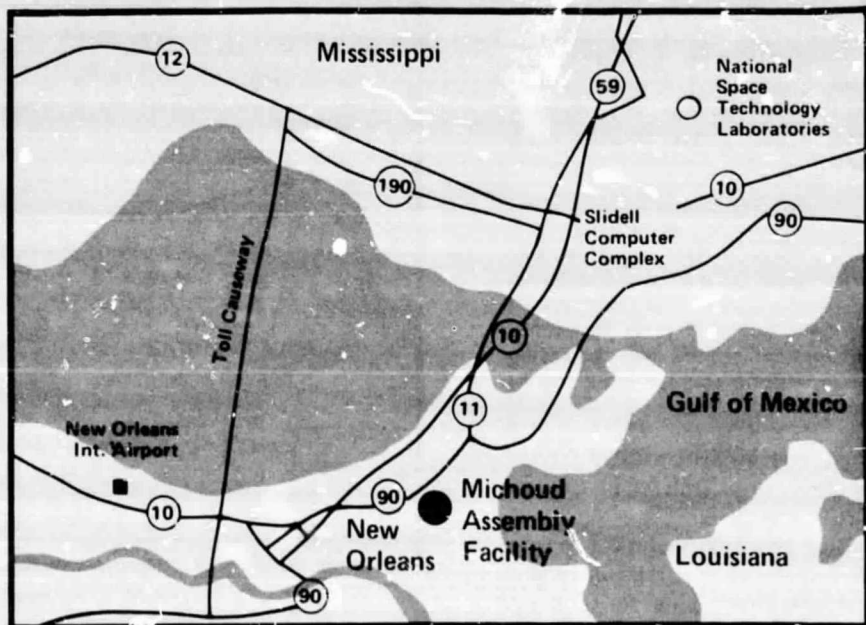 12
Mississippi
59
National
Space
Technology
Laboratories
190
10
90
Slidell
Computer
Complex
Toll Causeway
10
11
Gulf of Mexico
New Orleans
Int. Airport
10
90
Michoud
Assembly
Facility
New
Orleans
Louisiana
90